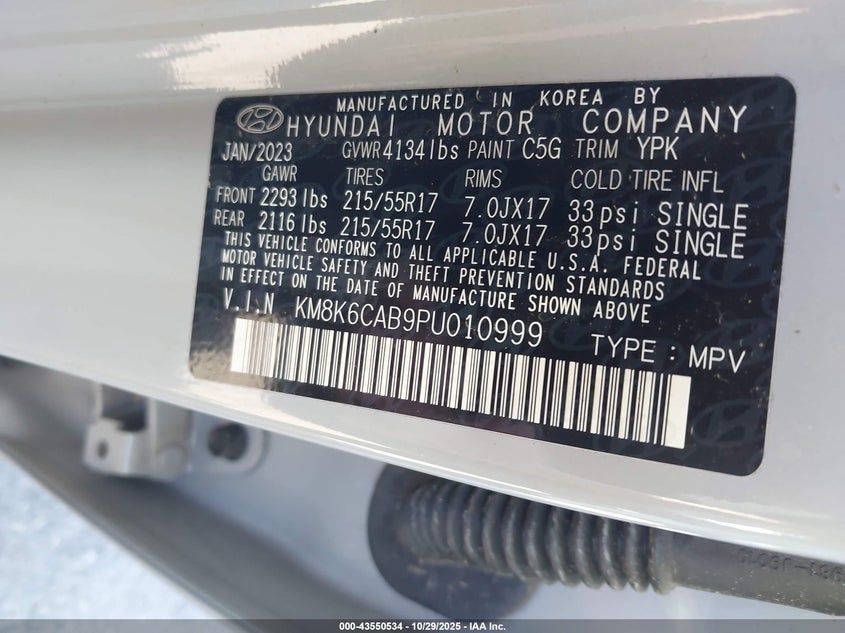 MANUFACTURED IN KOREA BY
HYUNDAI MOTOR COMPANY
JAN/2023 GVWR 4134lbs PAINT C5G TRIM YPK
GAWR TIRES RIMS COLD TIRE INFL
FRONT 2293lbs 215/55R17 7.0JX17 33psi SINGLE
REAR 2116lbs 215/55R17 7.0JX17 33psi SINGLE
THIS VEHICLE CONFORMS TO ALL APPLICABLE U.S.A. FEDERAL
MOTOR VEHICLE SAFETY AND THEFT PREVENTION STANDARDS
IN EFFECT ON THE DATE OF MANUFACTURE SHOWN ABOVE
V.I.N KM8K6CAB9PU010999
TYPE : MPV
000-43550534 - 10/29/2025 - IAA Inc.